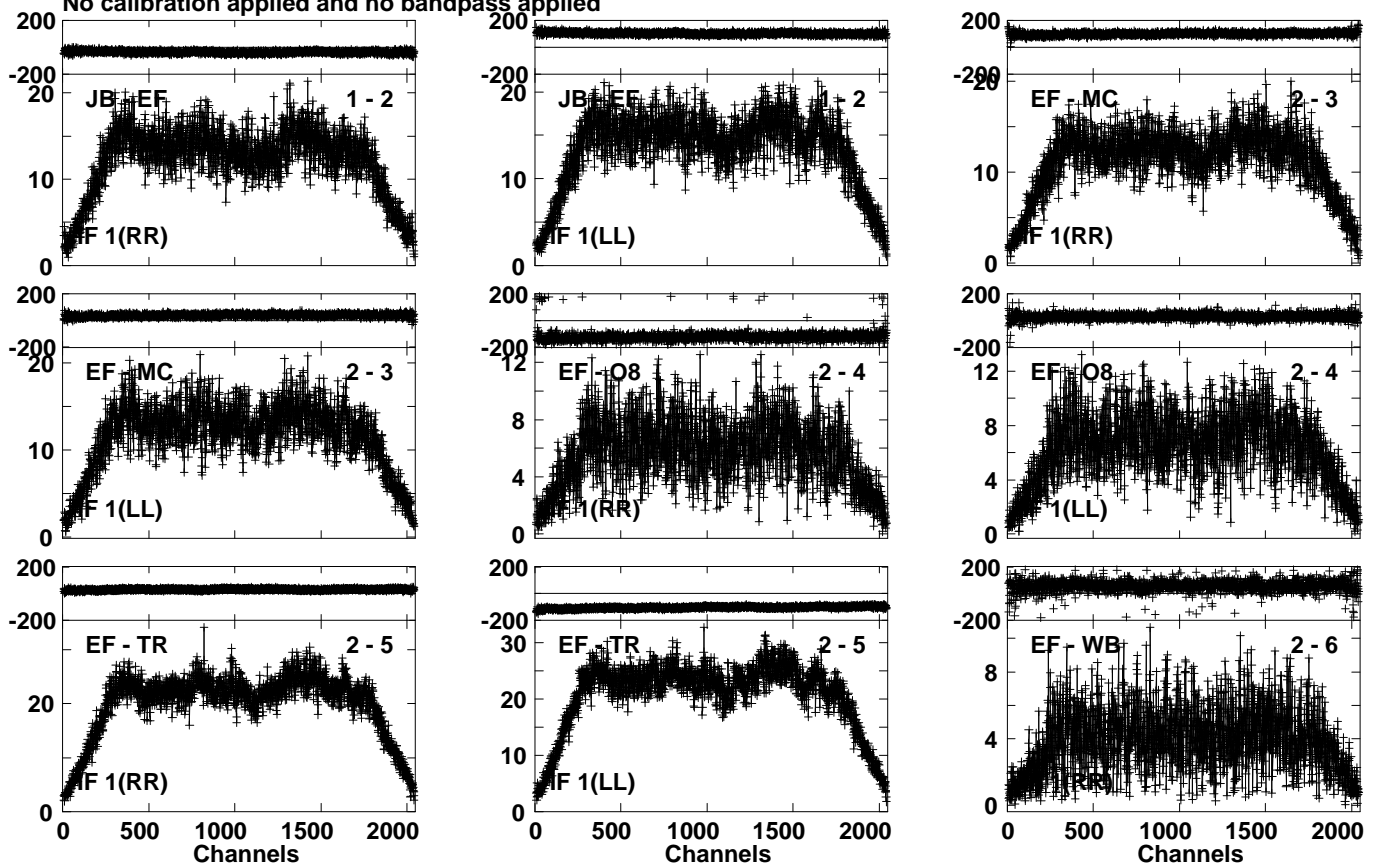 No calibration applied and no bandpass applied
200
-200
20
10
0
JB - EF 1 - 2
IF 1(RR)
200
-200
20
10
0
JB - EF 1 - 2
IF 1(LL)
200
-200
20
10
0
EF - MC 2 - 3
IF 1(RR)
200
-200
20
10
0
EF - MC 2 - 3
IF 1(LL)
200
-200
12
8
4
0
EF - O8 2 - 4
IF 1(RR)
200
-200
12
8
4
0
EF - O8 2 - 4
1(LL)
200
-200
20
0
EF - TR 2 - 5
IF 1(RR)
0 500 1000 1500 2000
Channels
200
-200
30
20
10
0
EF - TR 2 - 5
IF 1(LL)
0 500 1000 1500 2000
Channels
200
-200
8
4
0
EF - WB 2 - 6
1(RR)
0 500 1000 1500 2000
Channels